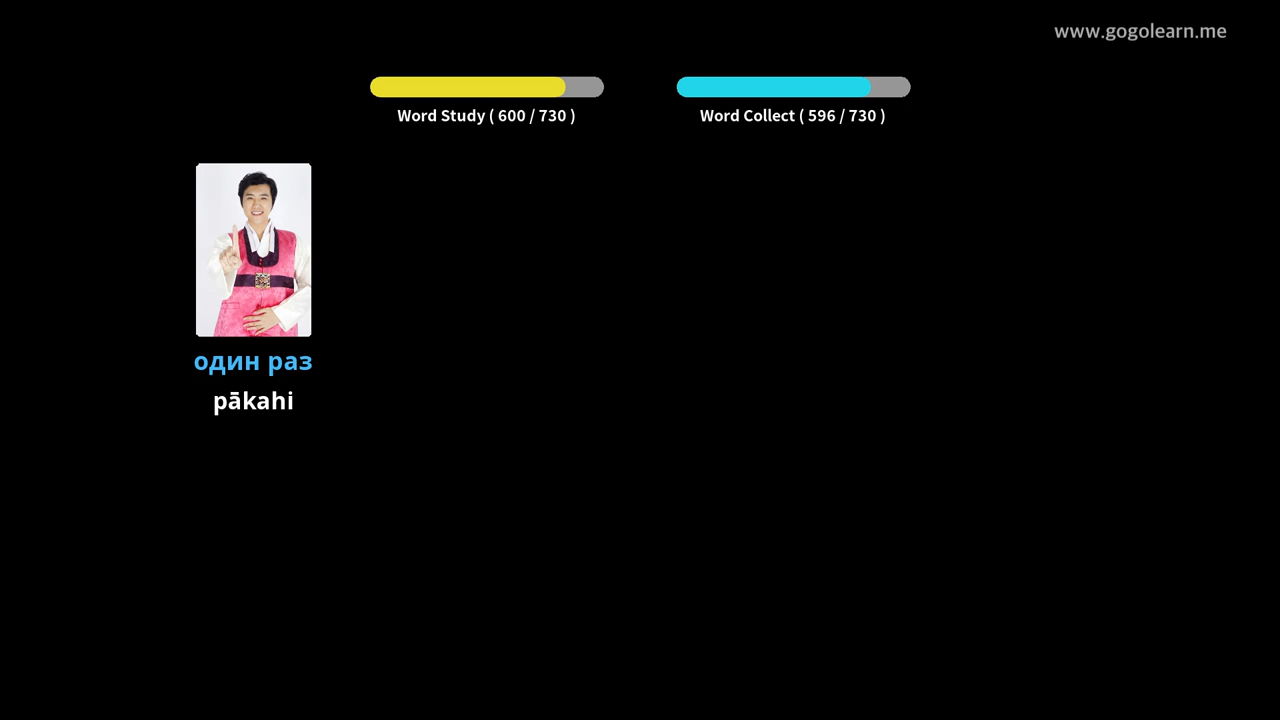 www.gogolearn.me
Word Study ( 600 / 730 )
Word Collect ( 596 / 730 )
один раз
pākahi